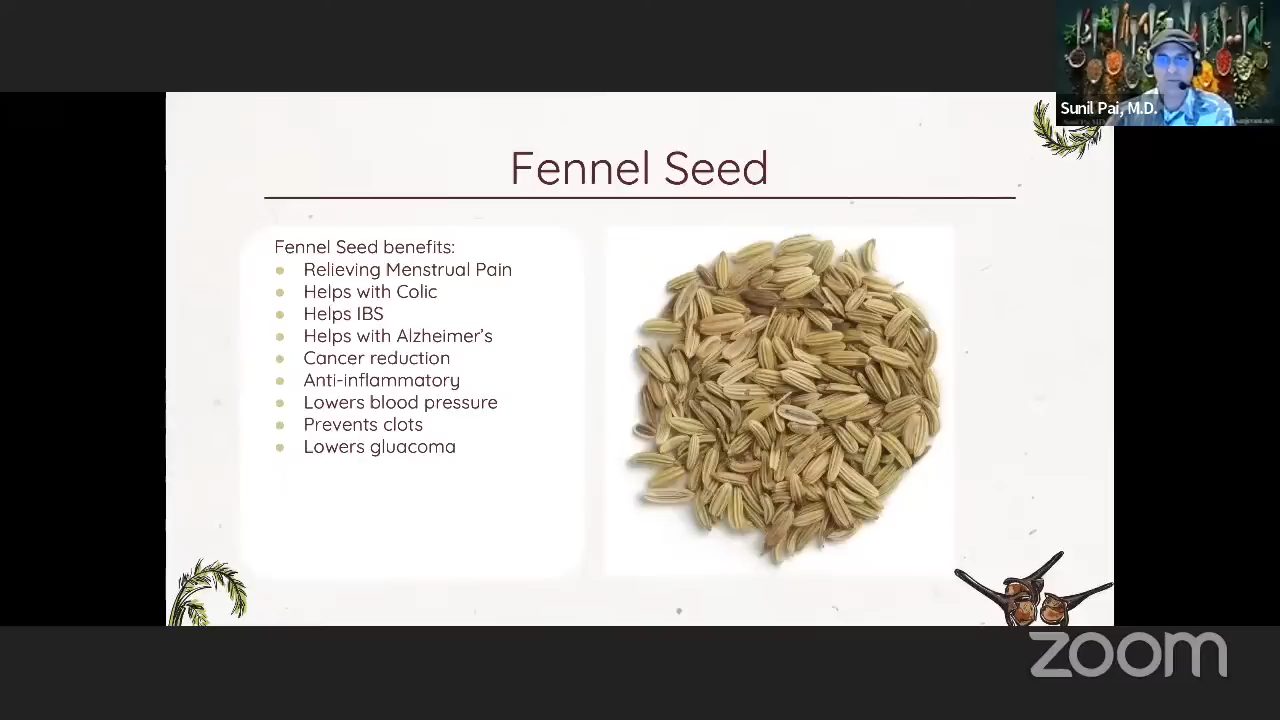 Sunil Pai, M.D.
Fennel Seed
Fennel Seed benefits:
Relieving Menstrual Pain
Helps with Colic
Helps IBS
Helps with Alzheimer's
Cancer reduction
Anti-inflammatory
Lowers blood pressure
Prevents clots
Lowers gluacoma
zoom